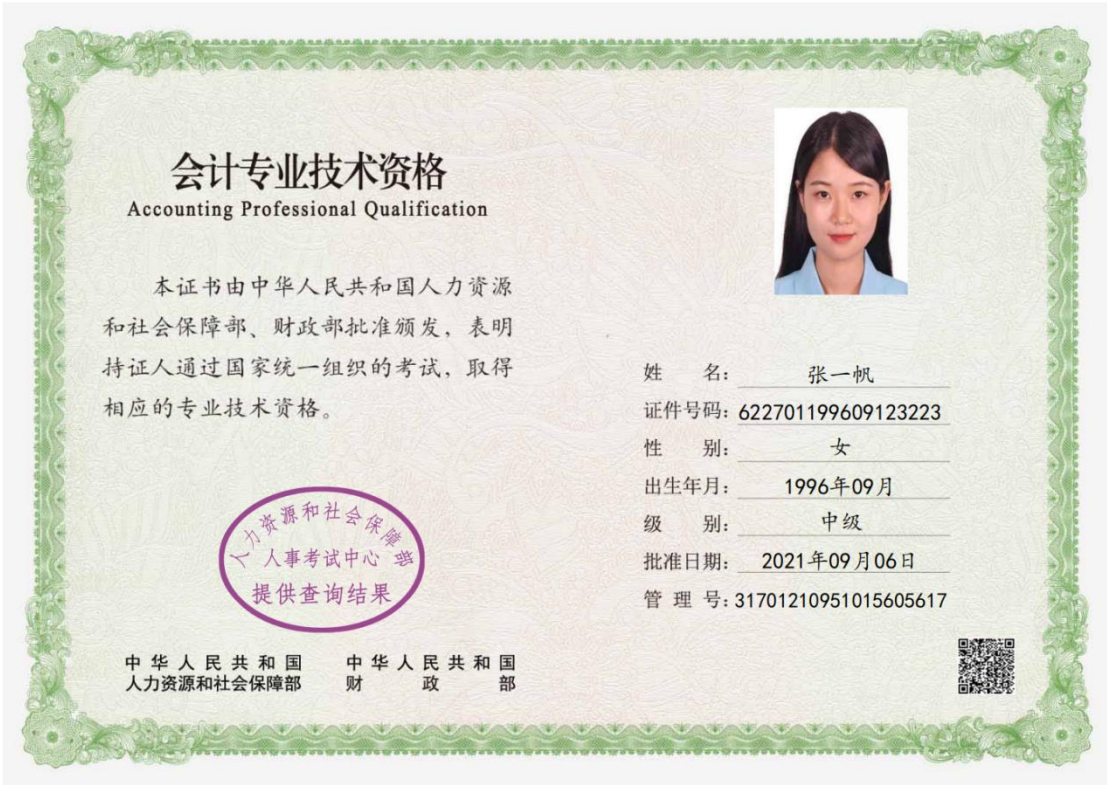 会计专业技术资格
Accounting Professional Qualification
本证书由中华人民共和国人力资源
和社会保障部、财政部批准颁发，表明
持证人通过国家统一组织的考试，取得
相应的专业技术资格。
人力资源和社会保障部
人事考试中心
提供查询结果
中华人民共和国
人力资源和社会保障部
中华人民共和国
财政部
姓名：张一帆
证件号码：622701199609123223
性别：女
出生年月：1996年09月
级别：中级
批准日期：2021年09月06日
管理号：31701210951015605617